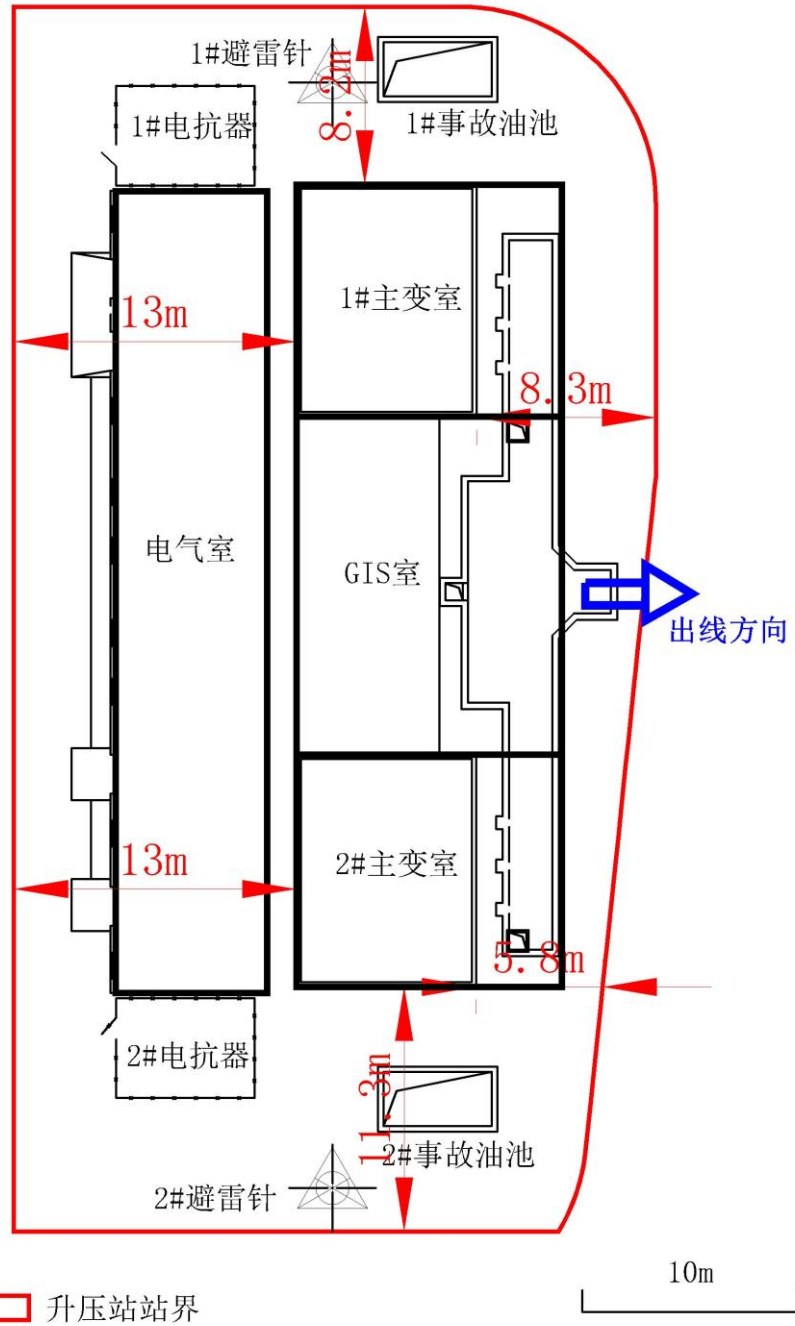 1#避雷针
8.2m
1#电抗器
1#事故油池
1#主变室
13m
8.3m
电气室
GIS室
出线方向
13m
2#主变室
5.8m
2#电抗器
11.3m
2#事故油池
2#避雷针
10m
升压站站界